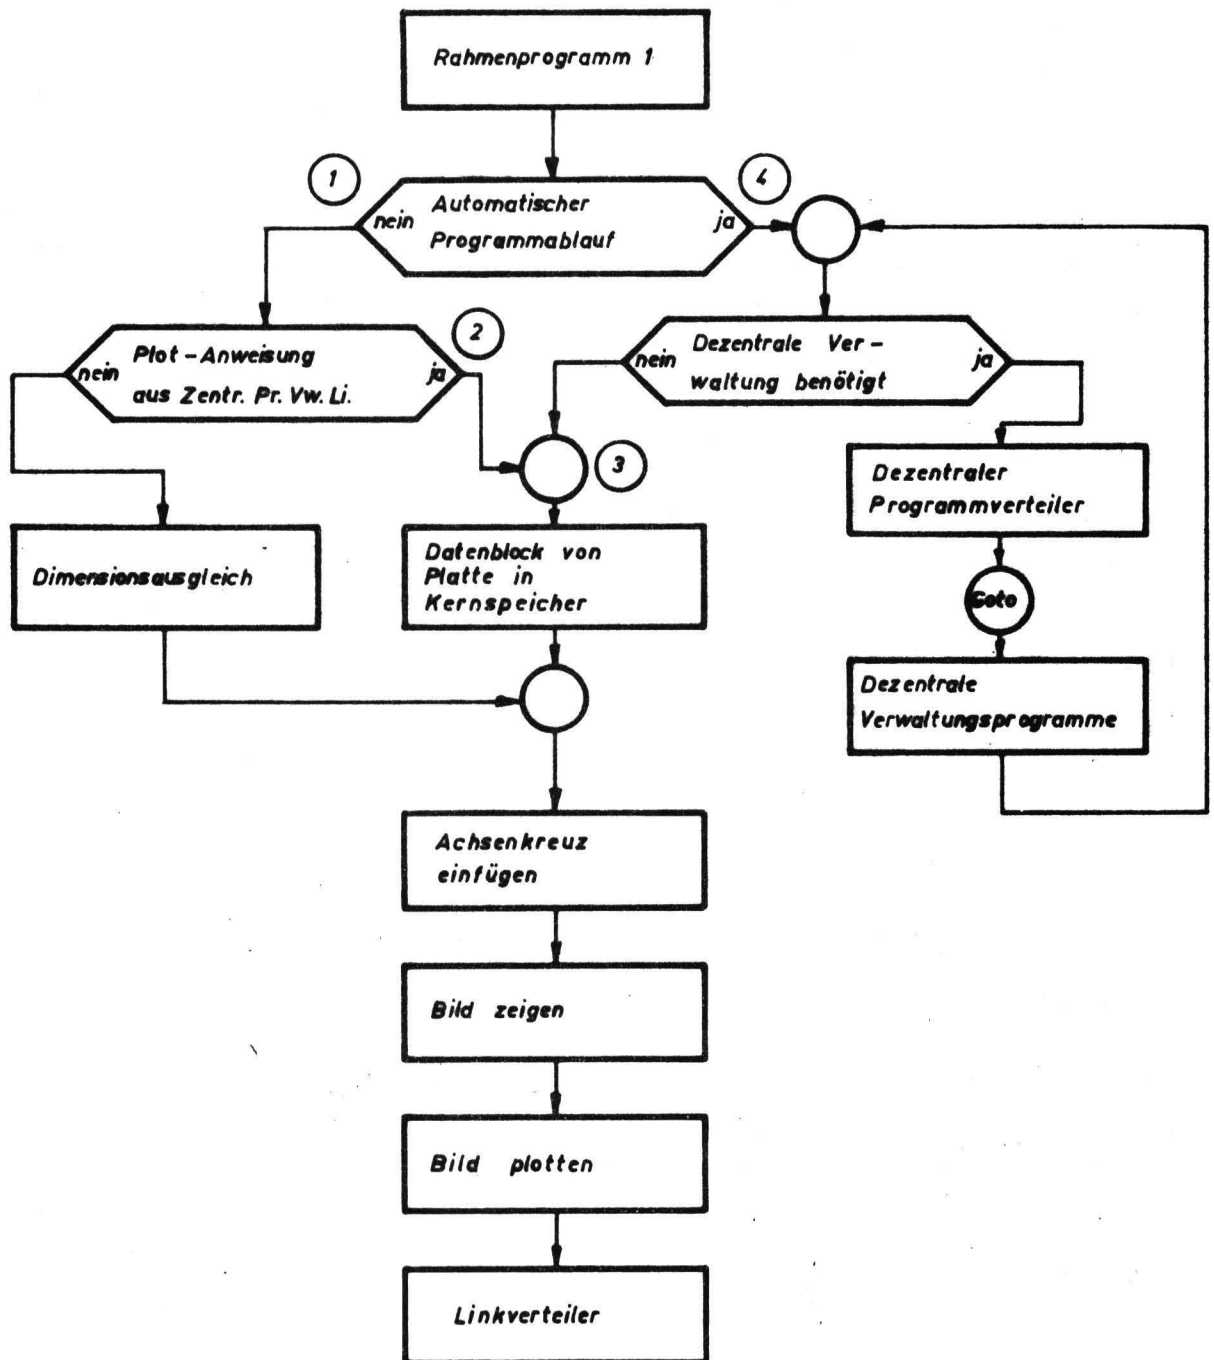 Rahmenprogramm 1
1
4
nein
Automatischer
Programmablauf
ja
2
nein
Plot-Anweisung
aus Zentr. Pr. Vw. Li.
ja
nein
Dezentrale Ver-
waltung benötigt
ja
3
Dezentraler
Programmverteiler
Dimensionsausgleich
Datenblock von
Platte in
Kernspeicher
Goto
Dezentrale
Verwaltungsprogramme
Achsenkreuz
einfügen
Bild zeigen
Bild plotten
Linkverteiler